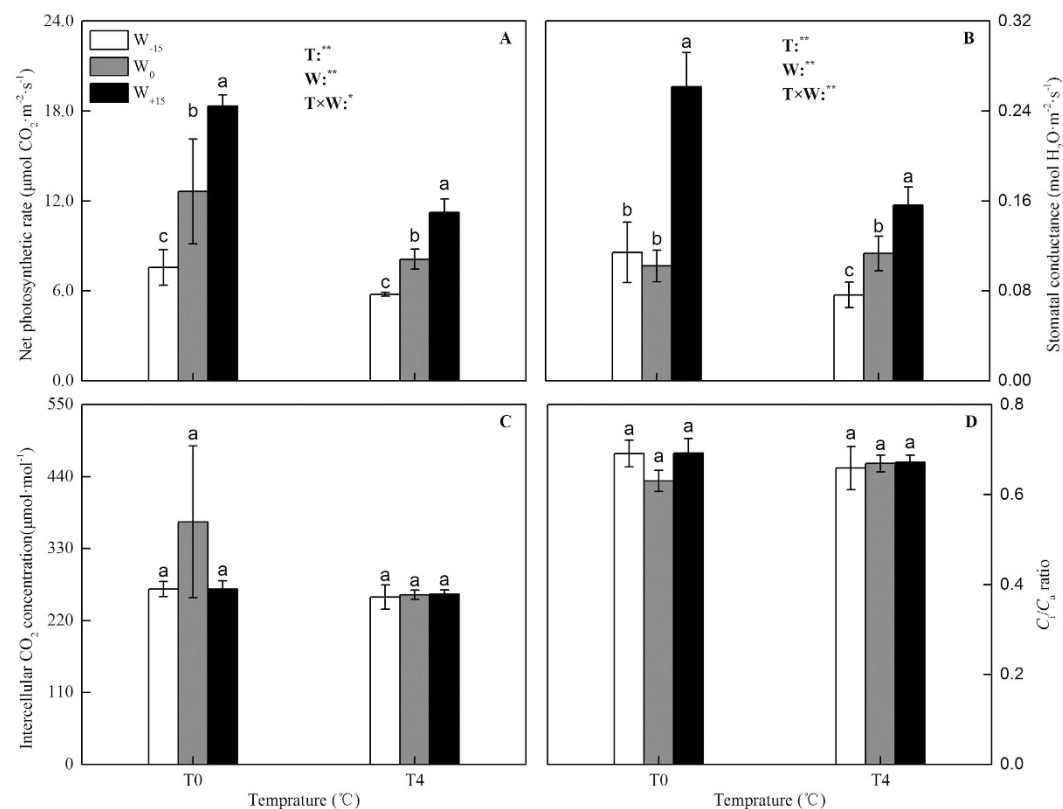 24.0
18.0
12.0
6.0
0.0
Net photosynthetic rate (μmol CO₂·m⁻²·s⁻¹)
W₋₁₅
W₀
W₊₁₅
A
T:**
W:**
T×W:*
c
b
a
c
b
a
B
T:**
W:**
T×W:**
b
b
a
c
b
a
0.32
0.24
0.16
0.08
0.00
Stomatal conductance (mol H₂O·m⁻²·s⁻¹)
550
440
330
220
110
0
Intercellular CO₂ concentration(μmol·mol⁻¹)
C
a
a
a
a
a
a
T0
T4
Temprature (℃)
D
a
a
a
a
a
a
T0
T4
Temprature (℃)
0.8
0.6
0.4
0.2
0.0
Cᵢ/Cₐ ratio